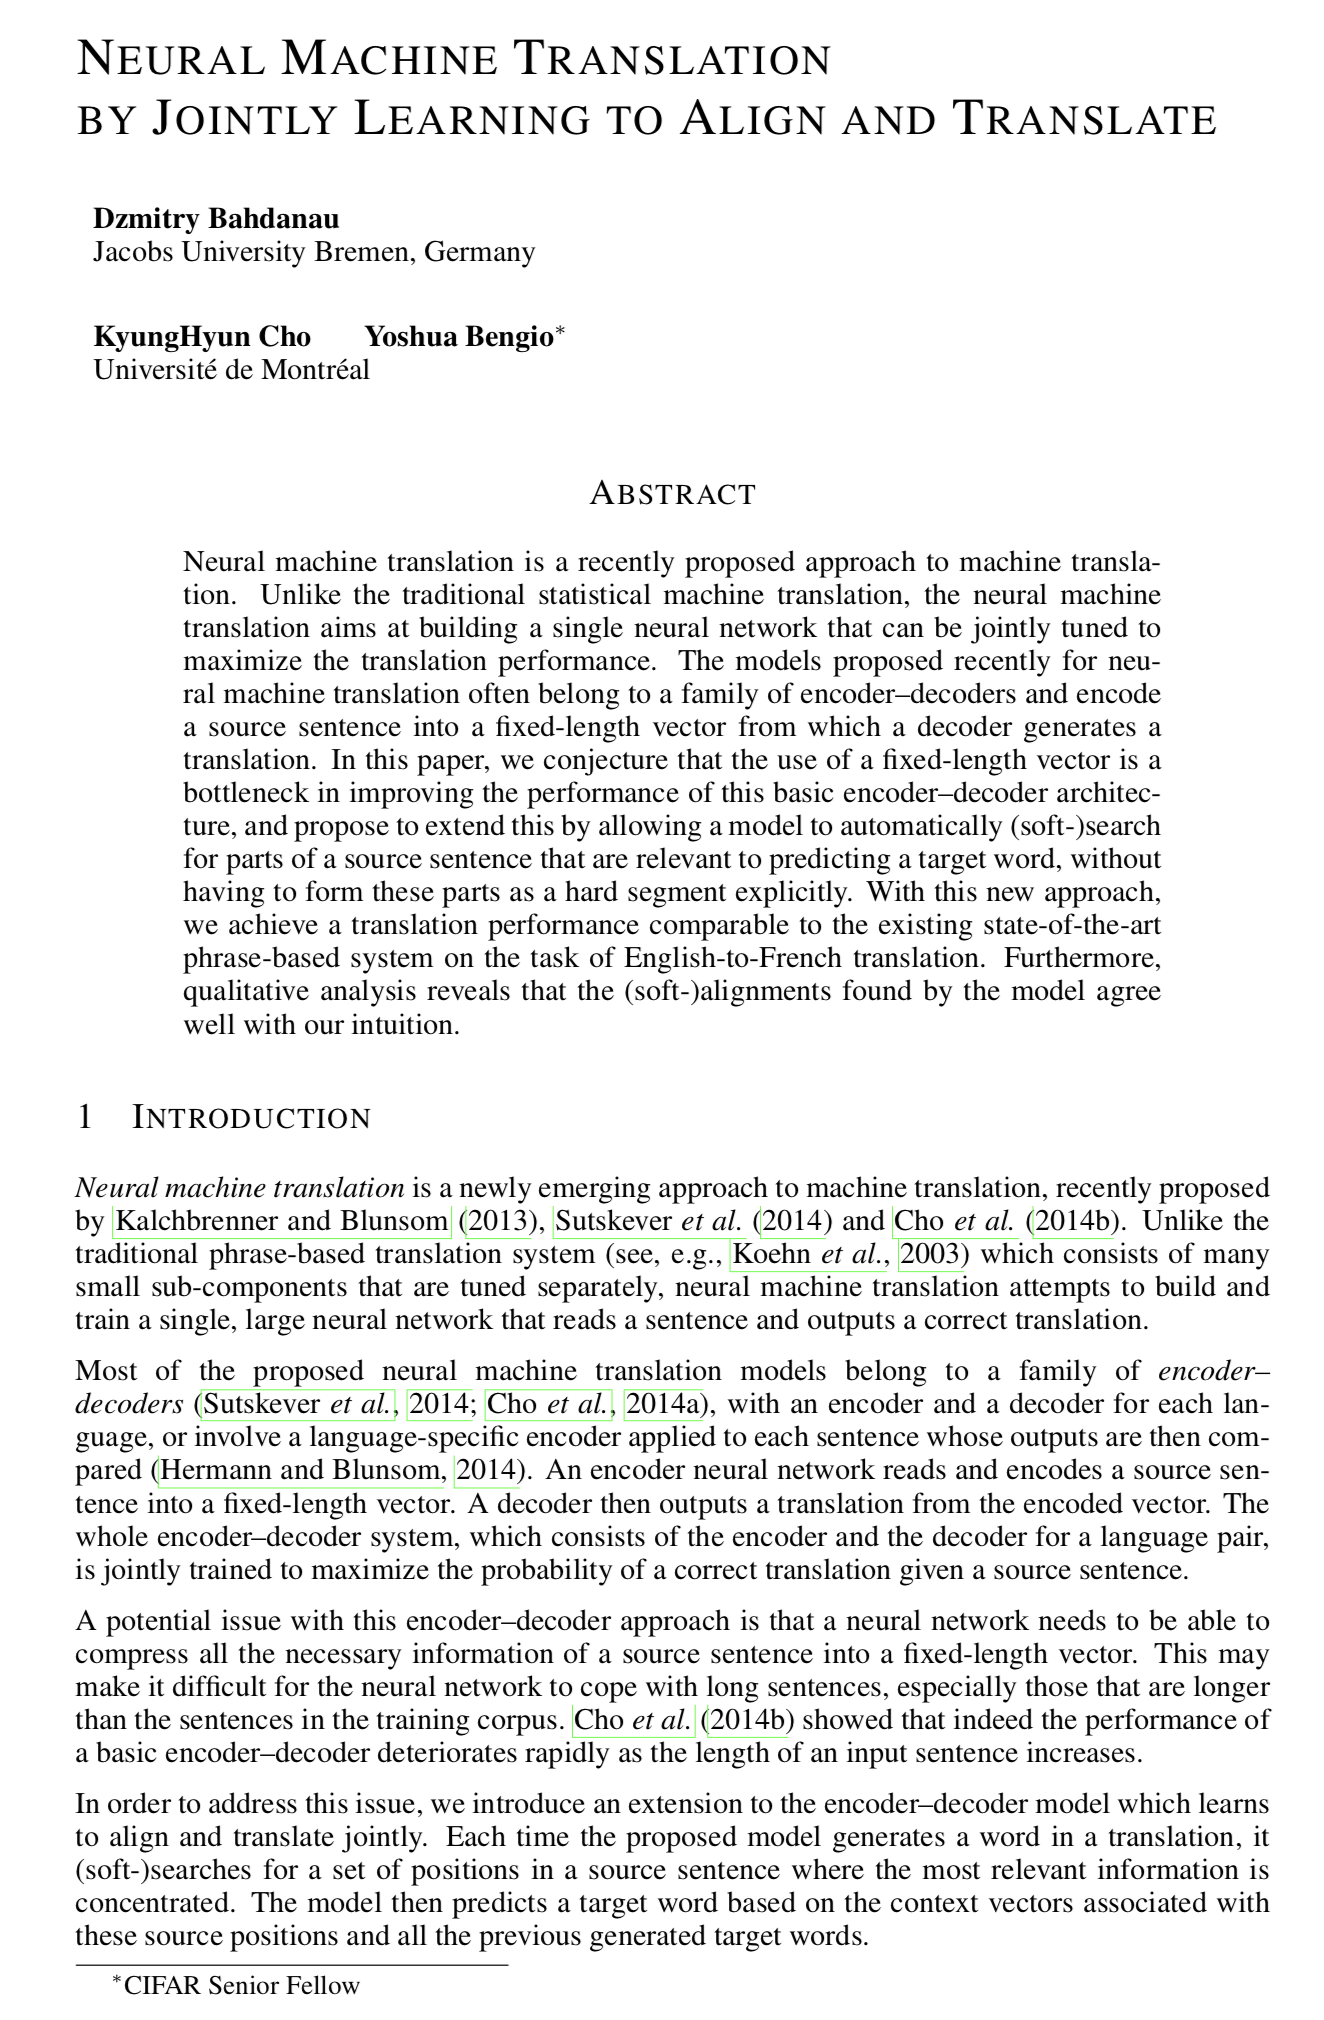 NEURAL MACHINE TRANSLATION
BY JOINTLY LEARNING TO ALIGN AND TRANSLATE
Dzmitry Bahdanau
Jacobs University Bremen, Germany
KyungHyun Cho Yoshua Bengio*
Université de Montréal
ABSTRACT
Neural machine translation is a recently proposed approach to machine transla-
tion. Unlike the traditional statistical machine translation, the neural machine
translation aims at building a single neural network that can be jointly tuned to
maximize the translation performance. The models proposed recently for neu-
ral machine translation often belong to a family of encoder–decoders and encode
a source sentence into a fixed-length vector from which a decoder generates a
translation. In this paper, we conjecture that the use of a fixed-length vector is a
bottleneck in improving the performance of this basic encoder–decoder architec-
ture, and propose to extend this by allowing a model to automatically (soft-)search
for parts of a source sentence that are relevant to predicting a target word, without
having to form these parts as a hard segment explicitly. With this new approach,
we achieve a translation performance comparable to the existing state-of-the-art
phrase-based system on the task of English-to-French translation. Furthermore,
qualitative analysis reveals that the (soft-)alignments found by the model agree
well with our intuition.
1 INTRODUCTION
Neural machine translation is a newly emerging approach to machine translation, recently proposed
by Kalchbrenner and Blunsom (2013), Sutskever et al. (2014) and Cho et al. (2014b). Unlike the
traditional phrase-based translation system (see, e.g., Koehn et al., 2003) which consists of many
small sub-components that are tuned separately, neural machine translation attempts to build and
train a single, large neural network that reads a sentence and outputs a correct translation.
Most of the proposed neural machine translation models belong to a family of encoder–
decoders (Sutskever et al., 2014; Cho et al., 2014a), with an encoder and a decoder for each lan-
guage, or involve a language-specific encoder applied to each sentence whose outputs are then com-
pared (Hermann and Blunsom, 2014). An encoder neural network reads and encodes a source sen-
tence into a fixed-length vector. A decoder then outputs a translation from the encoded vector. The
whole encoder–decoder system, which consists of the encoder and the decoder for a language pair,
is jointly trained to maximize the probability of a correct translation given a source sentence.
A potential issue with this encoder–decoder approach is that a neural network needs to be able to
compress all the necessary information of a source sentence into a fixed-length vector. This may
make it difficult for the neural network to cope with long sentences, especially those that are longer
than the sentences in the training corpus. Cho et al. (2014b) showed that indeed the performance of
a basic encoder–decoder deteriorates rapidly as the length of an input sentence increases.
In order to address this issue, we introduce an extension to the encoder–decoder model which learns
to align and translate jointly. Each time the proposed model generates a word in a translation, it
(soft-)searches for a set of positions in a source sentence where the most relevant information is
concentrated. The model then predicts a target word based on the context vectors associated with
these source positions and all the previous generated target words.
*CIFAR Senior Fellow